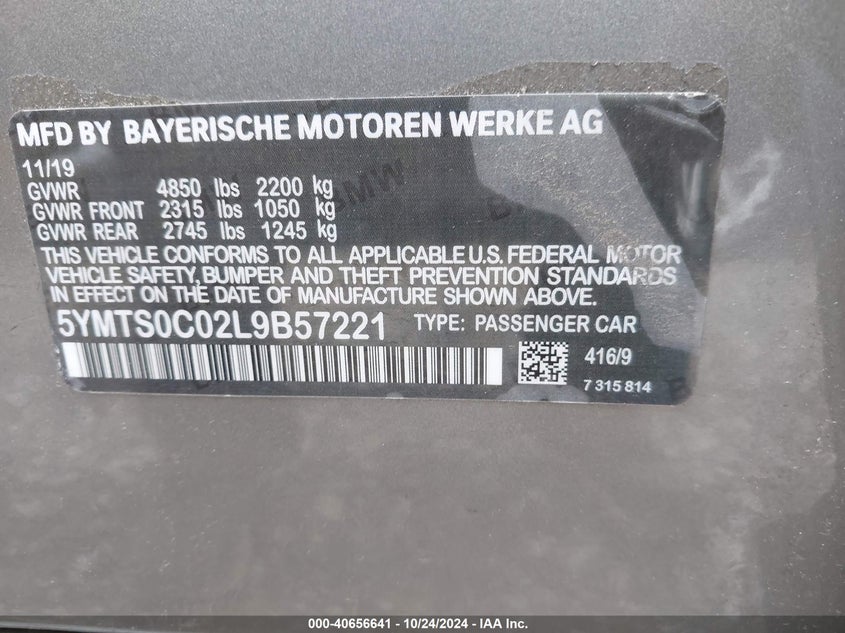 MFD BY BAYERISCHE MOTOREN WERKE AG
11/19
GVWR 4850 lbs 2200 kg
GVWR FRONT 2315 lbs 1050 kg
GVWR REAR 2745 lbs 1245 kg
THIS VEHICLE CONFORMS TO ALL APPLICABLE U.S. FEDERAL MOTOR
VEHICLE SAFETY, BUMPER AND THEFT PREVENTION STANDARDS
IN EFFECT ON THE DATE OF MANUFACTURE SHOWN ABOVE.
5YMTS0C02L9B57221 TYPE: PASSENGER CAR
416/9
7 315 814
BMW
000-40656641 - 10/24/2024 - IAA Inc.